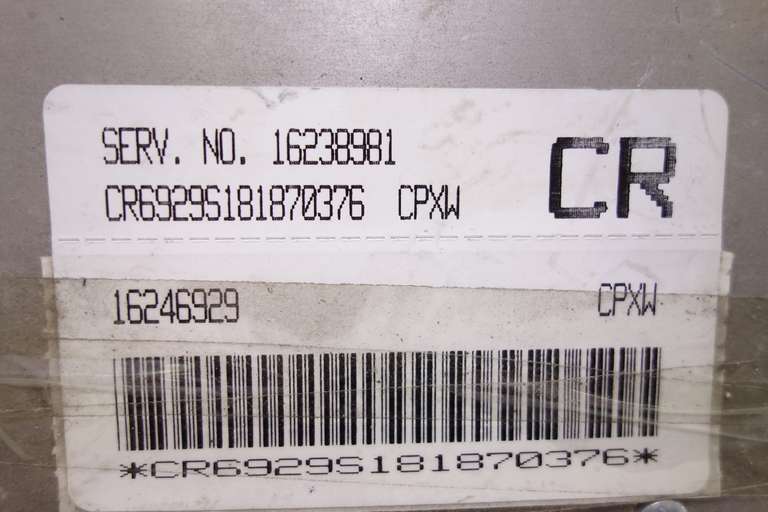 SERV. NO. 16238981
CR6929S181870376 CPXW
CR
16246929 CPXW
*CR6929S181870376*